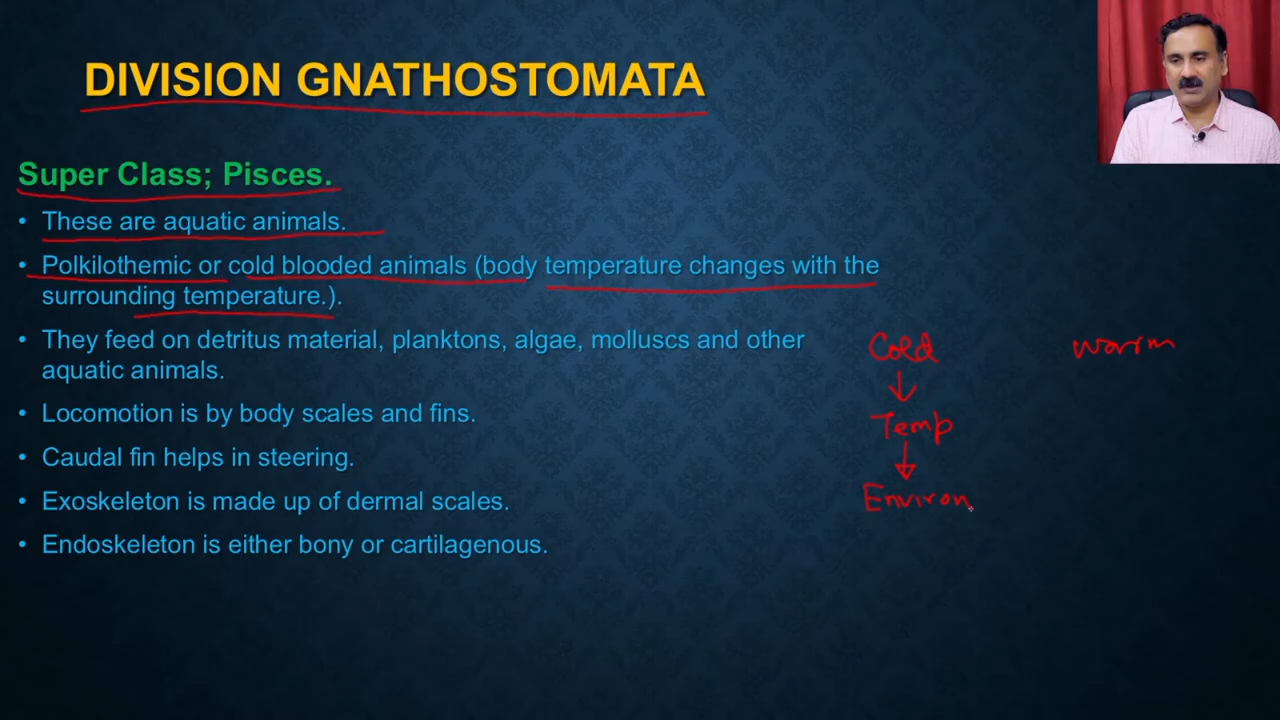 DIVISION GNATHOSTOMATA
Super Class; Pisces.
• These are aquatic animals.
• Polkilothemic or cold blooded animals (body temperature changes with the
surrounding temperature.).
• They feed on detritus material, planktons, algae, molluscs and other
aquatic animals.
• Locomotion is by body scales and fins.
• Caudal fin helps in steering.
• Exoskeleton is made up of dermal scales.
• Endoskeleton is either bony or cartilagenous.
Cold
warm
Temp
Environ